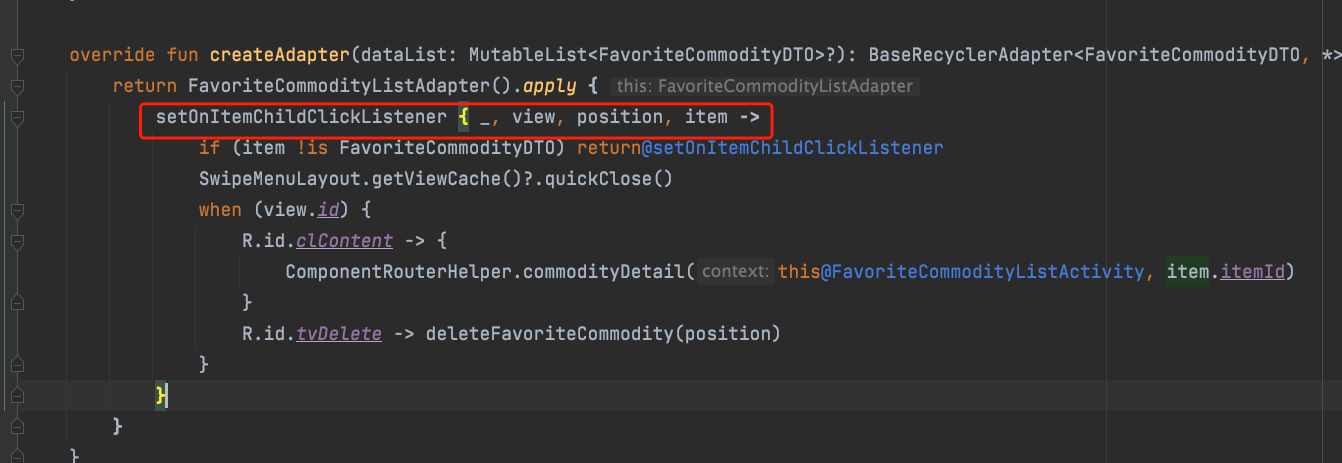 override fun createAdapter(dataList: MutableList<FavoriteCommodityDTO>?): BaseRecyclerAdapter<FavoriteCommodityDTO, *>
return FavoriteCommodityListAdapter().apply { this: FavoriteCommodityListAdapter
setOnItemChildClickListener { _, view, position, item ->
if (item !is FavoriteCommodityDTO) return@setOnItemChildClickListener
SwipeMenuLayout.getViewCache()?.quickClose()
when (view.id) {
R.id.clContent -> {
ComponentRouterHelper.commodityDetail( context: this@FavoriteCommodityListActivity, item.itemId)
}
R.id.tvDelete -> deleteFavoriteCommodity(position)
}
}
}
}